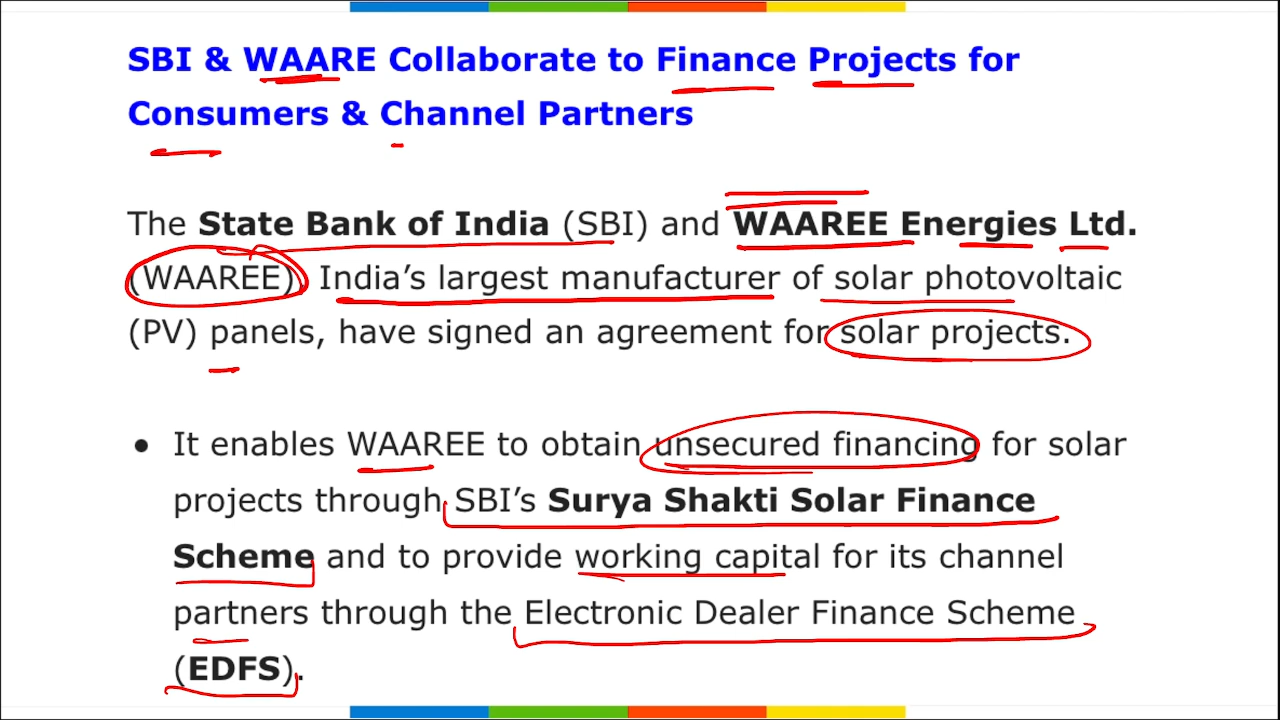 SBI & WAARE Collaborate to Finance Projects for
Consumers & Channel Partners
The State Bank of India (SBI) and WAAREE Energies Ltd.
(WAAREE), India’s largest manufacturer of solar photovoltaic
(PV) panels, have signed an agreement for solar projects.
● It enables WAAREE to obtain unsecured financing for solar
projects through SBI’s Surya Shakti Solar Finance
Scheme and to provide working capital for its channel
partners through the Electronic Dealer Finance Scheme
(EDFS).